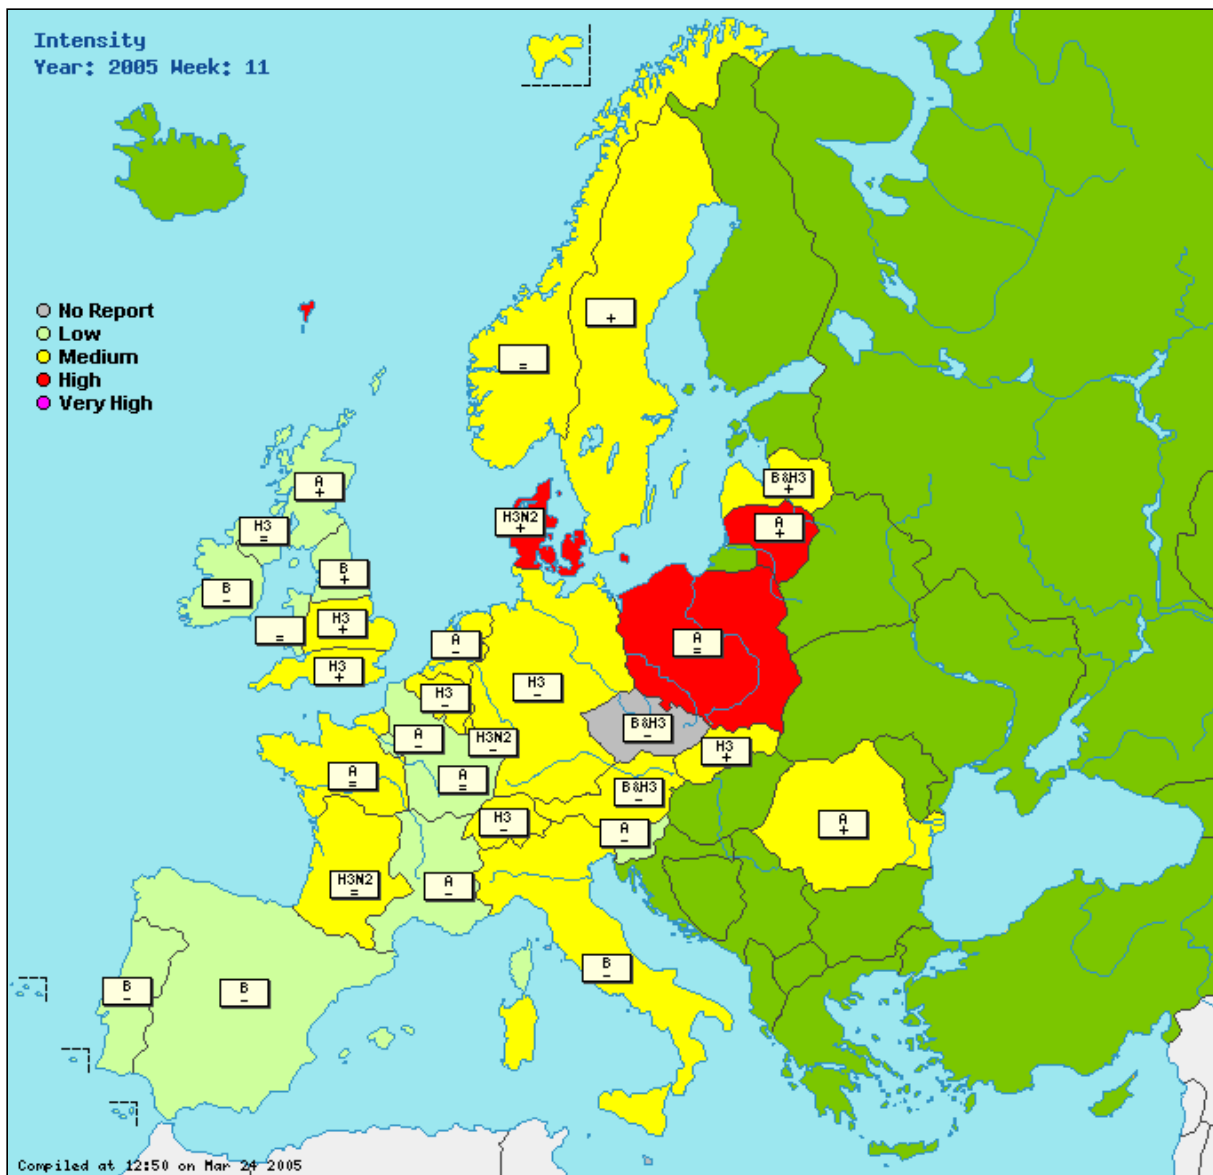 Intensity
Year: 2005 Week: 11
No Report
Low
Medium
High
Very High
+
=
A
+
B&H3
+
H3N2
+
A
+
H3
=
B
+
B
-
H3
+
=
A
-
A
=
H3
+
H3
-
H3
-
A
-
H3N2
-
B&H3
-
H3
+
A
=
A
=
B&H3
-
H3
-
A
-
A
+
H3N2
=
A
-
B
-
B
-
B
-
Compiled at 12:50 on Mar 24 2005